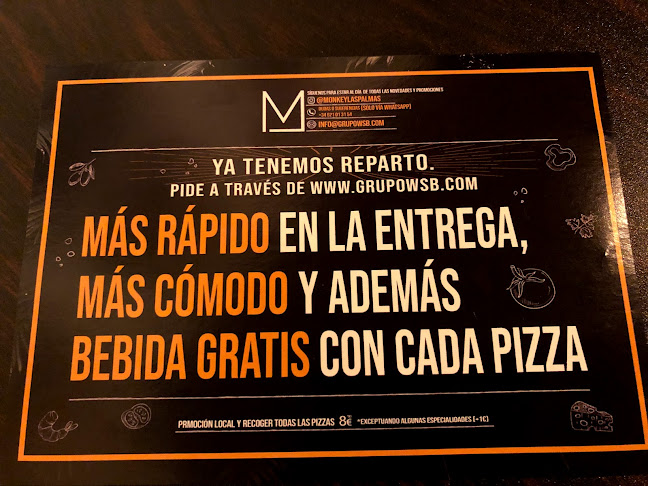 M
SÍGUENOS PARA ESTAR AL DÍA DE TODAS LAS NOVEDADES Y PROMOCIONES
@MONKEYLASPALMAS
DUDAS O SUGERENCIAS (SOLO VÍA WHATSAPP)
INFO@GRUPOWSB.COM
YA TENEMOS REPARTO.
PIDE A TRAVÉS DE WWW.GRUPOWSB.COM
MÁS RÁPIDO EN LA ENTREGA,
MÁS CÓMODO Y ADEMÁS
BEBIDA GRATIS CON CADA PIZZA
PRMOCIÓN LOCAL Y RECOGER TODAS LAS PIZZAS 8€ *EXCEPTUANDO ALGUNAS ESPECIALIDADES (+1€)